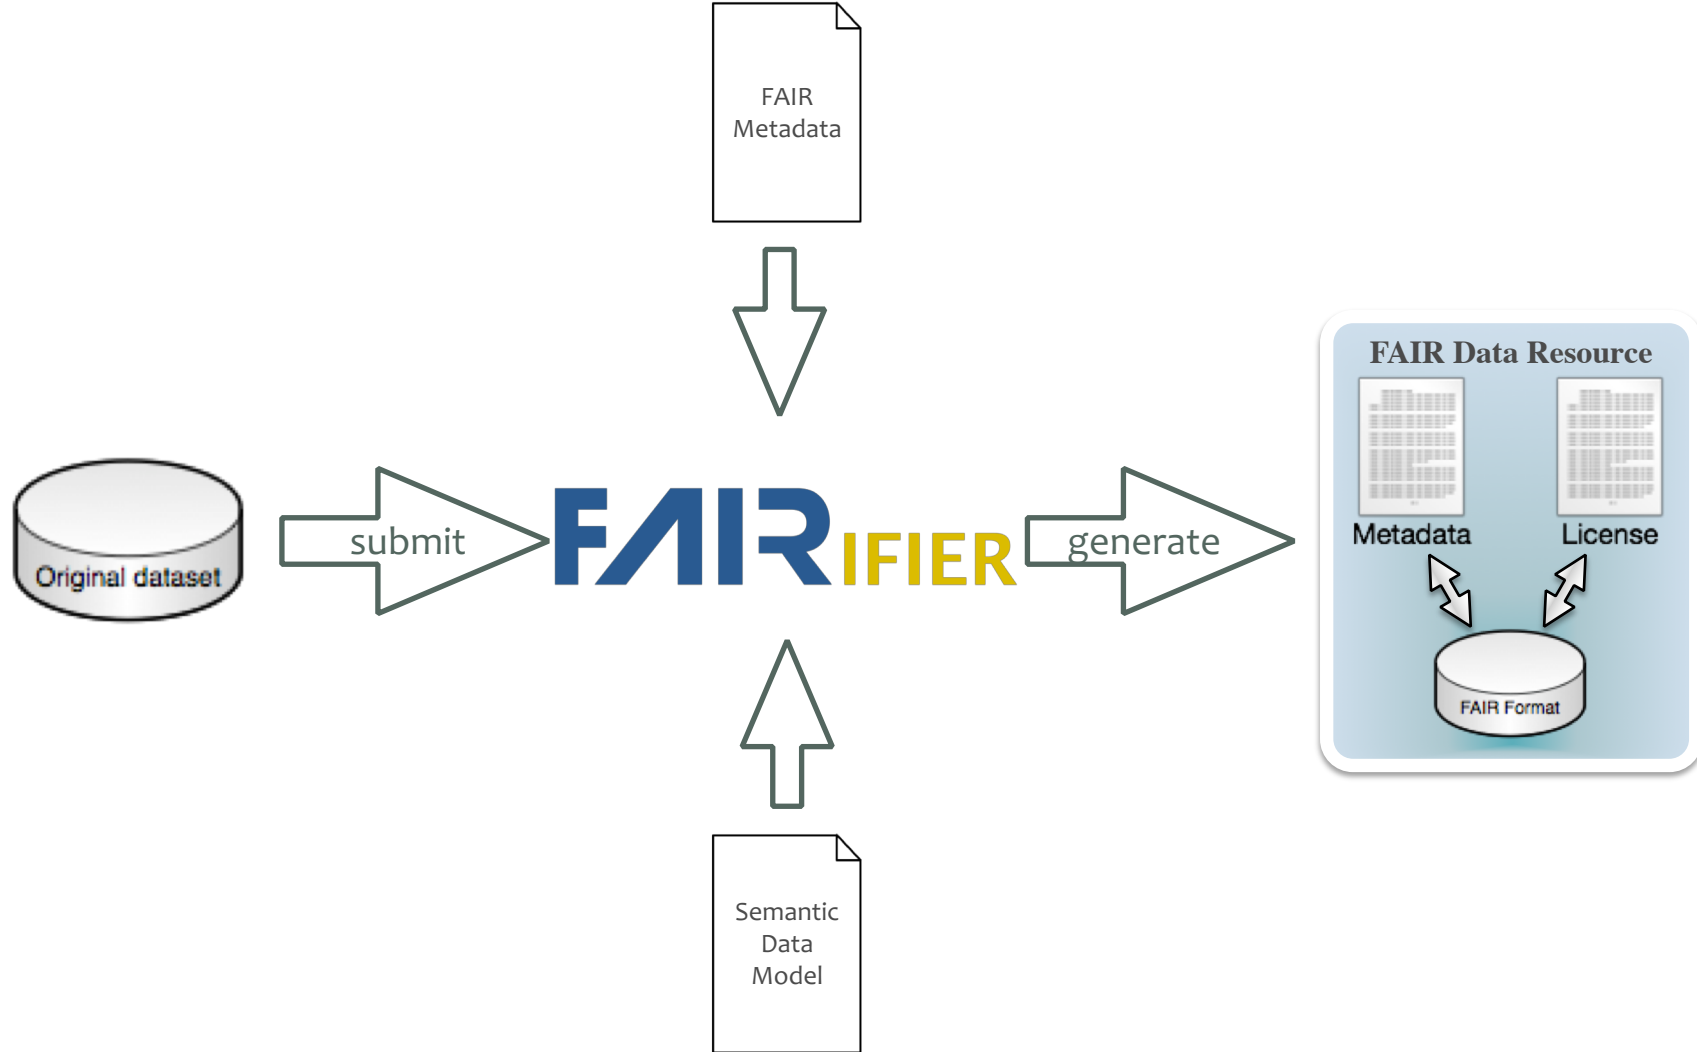 FAIR
Metadata
FAIR Data Resource
Metadata
License
Original dataset
submit
FAIRIFIER
generate
FAIR Format
Semantic
Data
Model